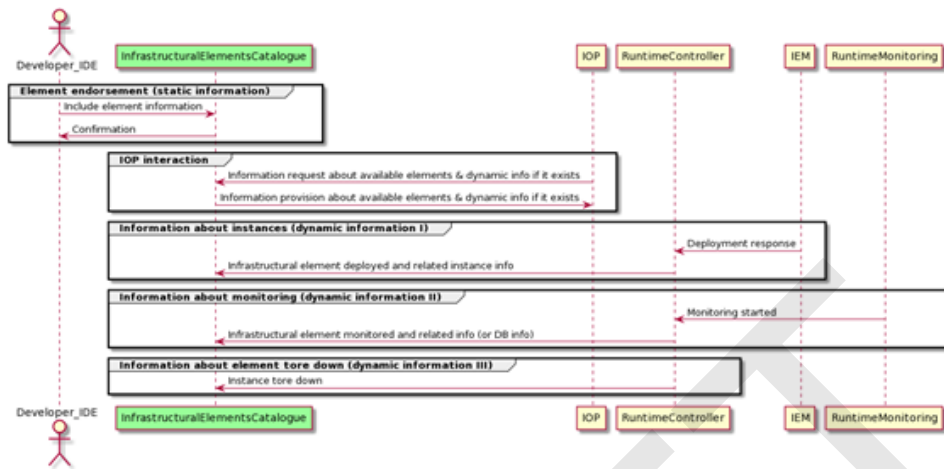 Developer_IDE
InfrastructuralElementsCatalogue
IOP
RuntimeController
IEM
RuntimeMonitoring
Element endorsement (static information)
Include element information
Confirmation
IOP interaction
Information request about available elements & dynamic info if it exists
Information provision about available elements & dynamic info if it exists
Information about instances (dynamic information I)
Deployment response
Infrastructural element deployed and related instance info
Information about monitoring (dynamic information II)
Monitoring started
Infrastructural element monitored and related info (or DB info)
Information about element tore down (dynamic information III)
Instance tore down
Developer_IDE
InfrastructuralElementsCatalogue
IOP
RuntimeController
IEM
RuntimeMonitoring